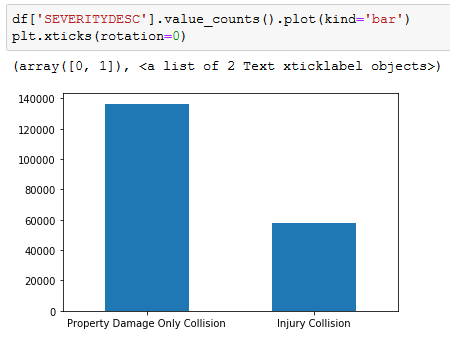 df['SEVERITYDESC'].value_counts().plot(kind='bar')
plt.xticks(rotation=0)
(array([0, 1]), <a list of 2 Text xticklabel objects>)
140000
120000
100000
80000
60000
40000
20000
0
Property Damage Only Collision
Injury Collision